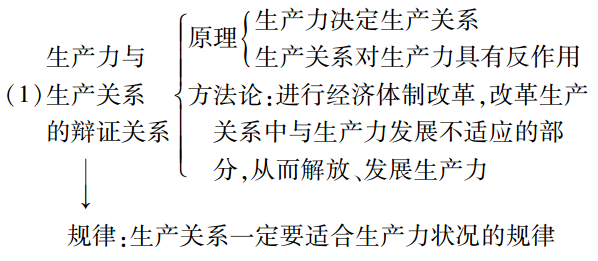 生产力决定生产关系
原理
生产关系对生产力具有反作用
生产力与
(1)生产关系
的辩证关系
方法论:进行经济体制改革,改革生产
关系中与生产力发展不适应的部
分,从而解放、发展生产力
规律:生产关系一定要适合生产力状况的规律